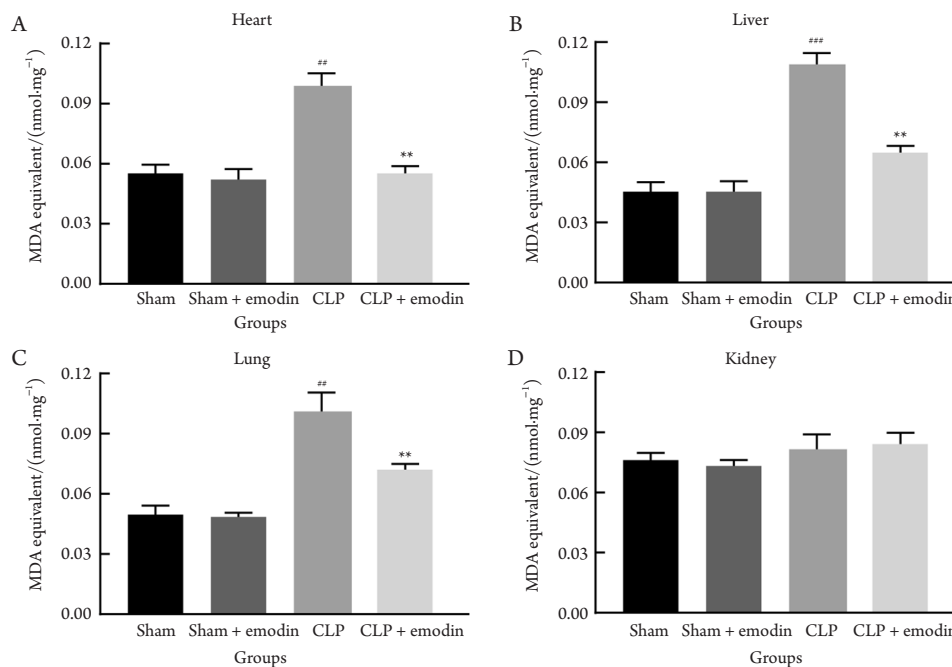 A
Heart
MDA equivalent/(nmol·mg⁻¹)
0.12
0.09
0.06
0.03
0.00
##
**
Sham
Sham + emodin
CLP
CLP + emodin
Groups
B
Liver
MDA equivalent/(nmol·mg⁻¹)
0.12
0.09
0.06
0.03
0.00
###
**
Sham
Sham + emodin
CLP
CLP + emodin
Groups
C
Lung
MDA equivalent/(nmol·mg⁻¹)
0.12
0.09
0.06
0.03
0.00
##
**
Sham
Sham + emodin
CLP
CLP + emodin
Groups
D
Kidney
MDA equivalent/(nmol·mg⁻¹)
0.12
0.09
0.06
0.03
0.00
Sham
Sham + emodin
CLP
CLP + emodin
Groups